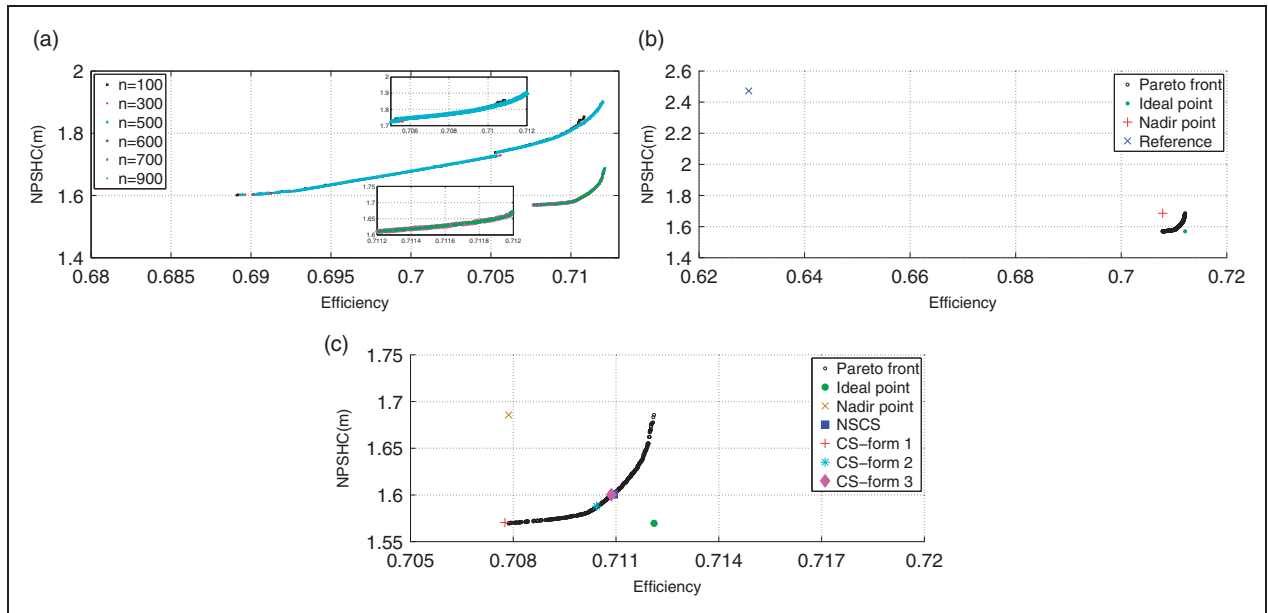 (a)
2
1.8
1.6
1.4
NPSHC(m)
0.68
0.685
0.69
0.695
0.7
0.705
0.71
Efficiency
n=100
n=300
n=500
n=600
n=700
n=900
2
1.9
1.8
1.7
0.706
0.708
0.71
0.712
1.75
1.7
1.65
1.6
0.7112
0.7114
0.7116
0.7118
0.712
(b)
2.6
2.4
2.2
2
1.8
1.6
1.4
NPSHC(m)
0.62
0.64
0.66
0.68
0.7
0.72
Efficiency
Pareto front
Ideal point
Nadir point
Reference
(c)
1.75
1.7
1.65
1.6
1.55
NPSHC(m)
0.705
0.708
0.711
0.714
0.717
0.72
Efficiency
Pareto front
Ideal point
Nadir point
NSCS
CS−form 1
CS−form 2
CS−form 3